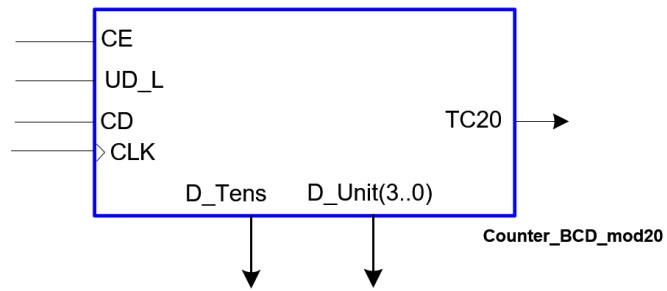 CE
UD_L
CD
TC20
CLK
D_Tens D_Unit(3..0)
Counter_BCD_mod20